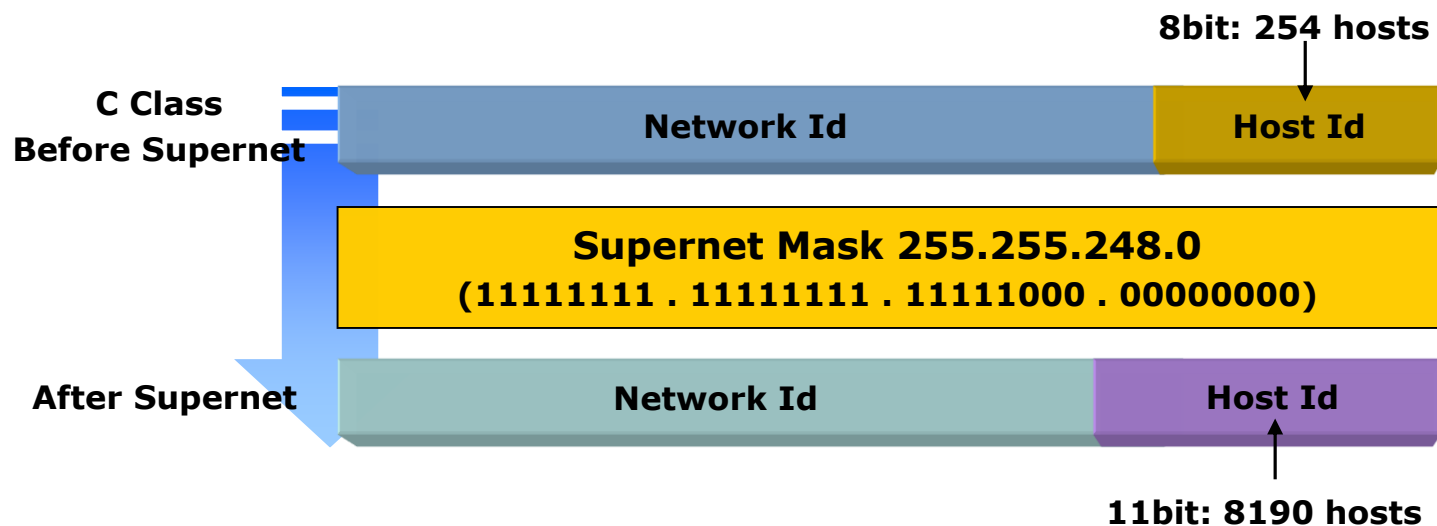 8bit: 254 hosts
C Class
Before Supernet
Network Id
Host Id
Supernet Mask 255.255.248.0
(11111111 . 11111111 . 11111000 . 00000000)
After Supernet
Network Id
Host Id
11bit: 8190 hosts